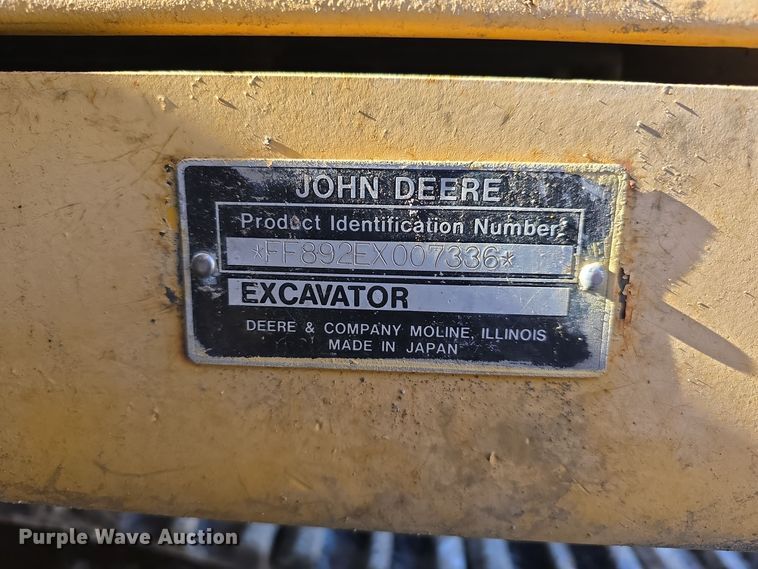 JOHN DEERE
Product Identification Number
*FF892EX007336*
EXCAVATOR
DEERE & COMPANY MOLINE, ILLINOIS
MADE IN JAPAN
Purple Wave Auction